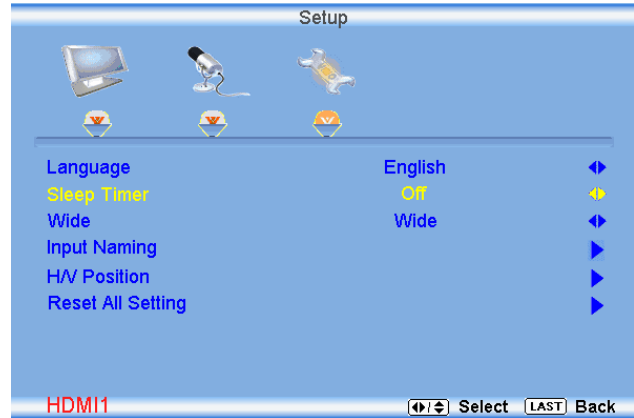 Setup
Language English
Sleep Timer Off
Wide Wide
Input Naming
H/V Position
Reset All Setting
HDMI1 Select LAST Back